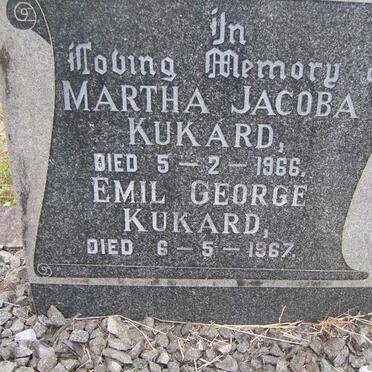 In
Loving Memory
MARTHA JACOBA
KUKARD,
DIED 5-2-1966.
EMIL GEORGE
KUKARD,
DIED 6-5-1967.